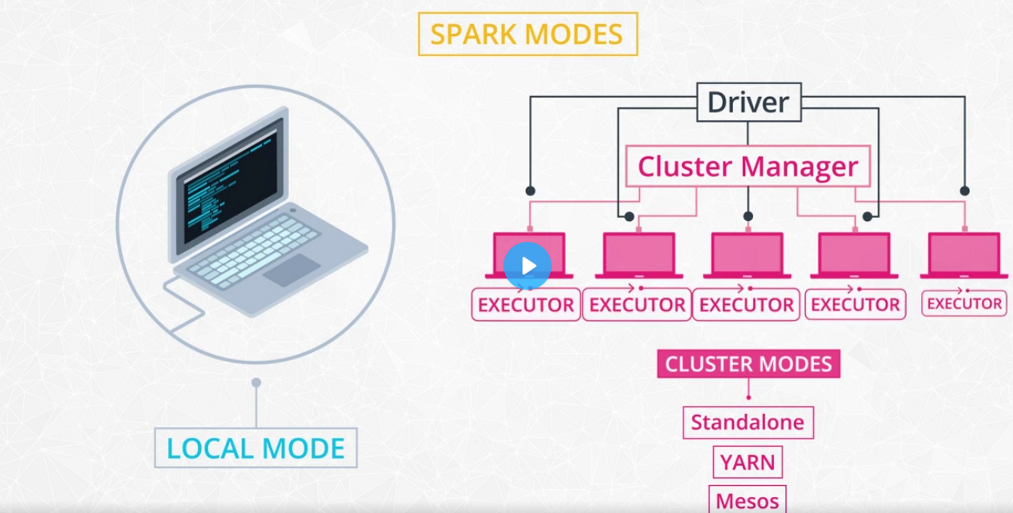 SPARK MODES
Driver
Cluster Manager
EXECUTOR
EXECUTOR
EXECUTOR
EXECUTOR
EXECUTOR
CLUSTER MODES
Standalone
YARN
Mesos
LOCAL MODE